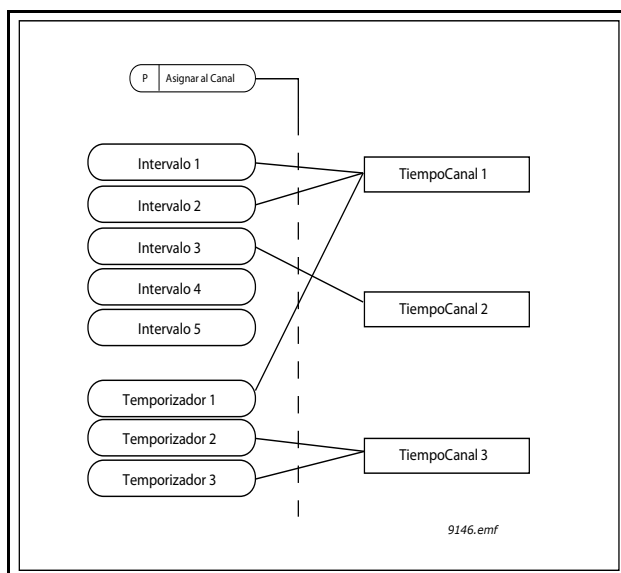 P Asignar al Canal
Intervalo 1
Intervalo 2
Intervalo 3
Intervalo 4
Intervalo 5
Temporizador 1
Temporizador 2
Temporizador 3
TiempoCanal 1
TiempoCanal 2
TiempoCanal 3
9146.emf